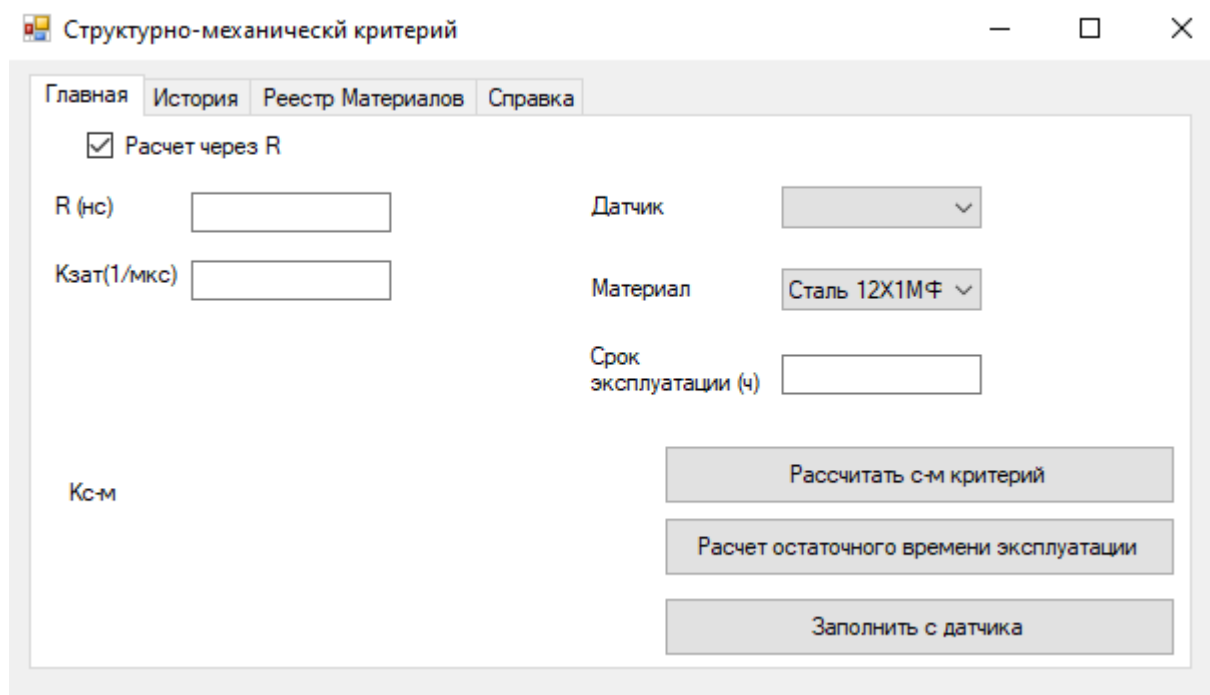 Структурно-механическй критерий
Главная История Реестр Материалов Справка
Расчет через R
R (нс)
Датчик
Kзат(1/мкс)
Материал Сталь 12Х1МФ
Срок
эксплуатации (ч)
Рассчитать с-м критерий
Кс-м
Расчет остаточного времени эксплуатации
Заполнить с датчика